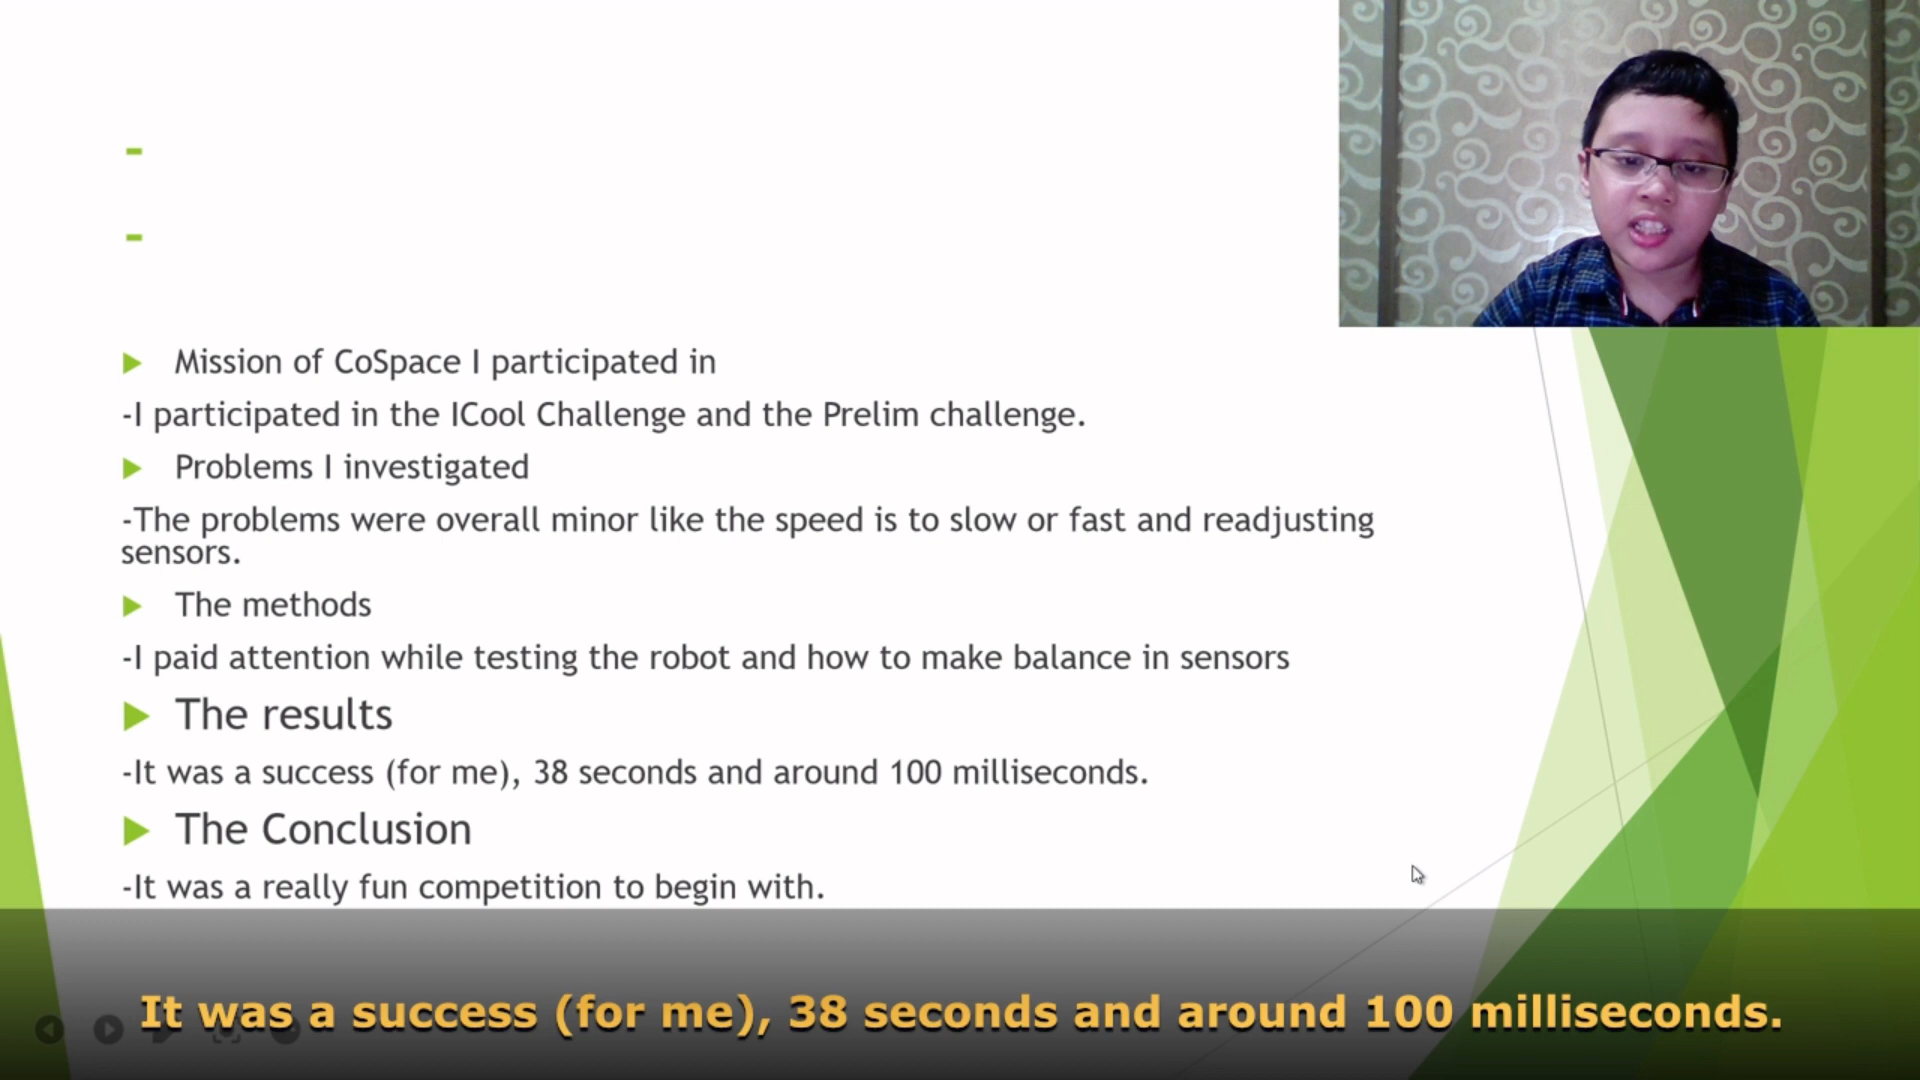 -
-
Mission of CoSpace I participated in
-I participated in the ICool Challenge and the Prelim challenge.
Problems I investigated
-The problems were overall minor like the speed is to slow or fast and readjusting
sensors.
The methods
-I paid attention while testing the robot and how to make balance in sensors
The results
-It was a success (for me), 38 seconds and around 100 milliseconds.
The Conclusion
-It was a really fun competition to begin with.
It was a success (for me), 38 seconds and around 100 milliseconds.